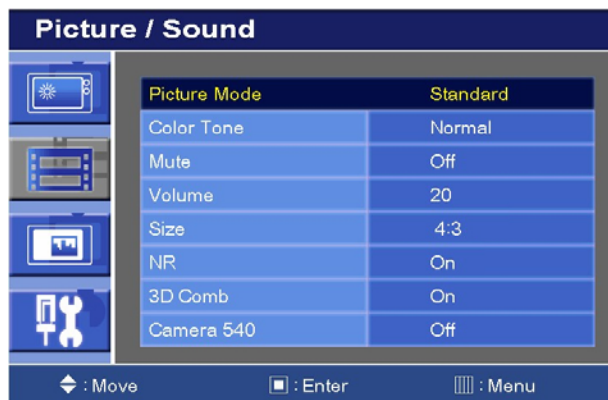 Picture / Sound
Picture Mode Standard
Color Tone Normal
Mute Off
Volume 20
Size 4:3
NR On
3D Comb On
Camera 540 Off
: Move : Enter : Menu